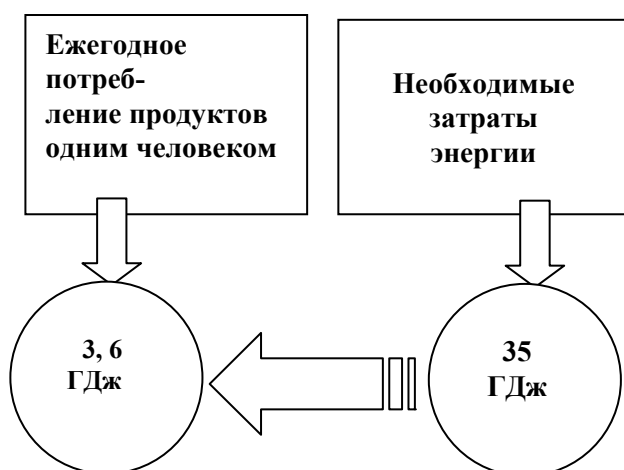 Ежегодное
потреб-
ление продуктов
одним человеком
Необходимые
затраты
энергии
3, 6
ГДж
35
ГДж